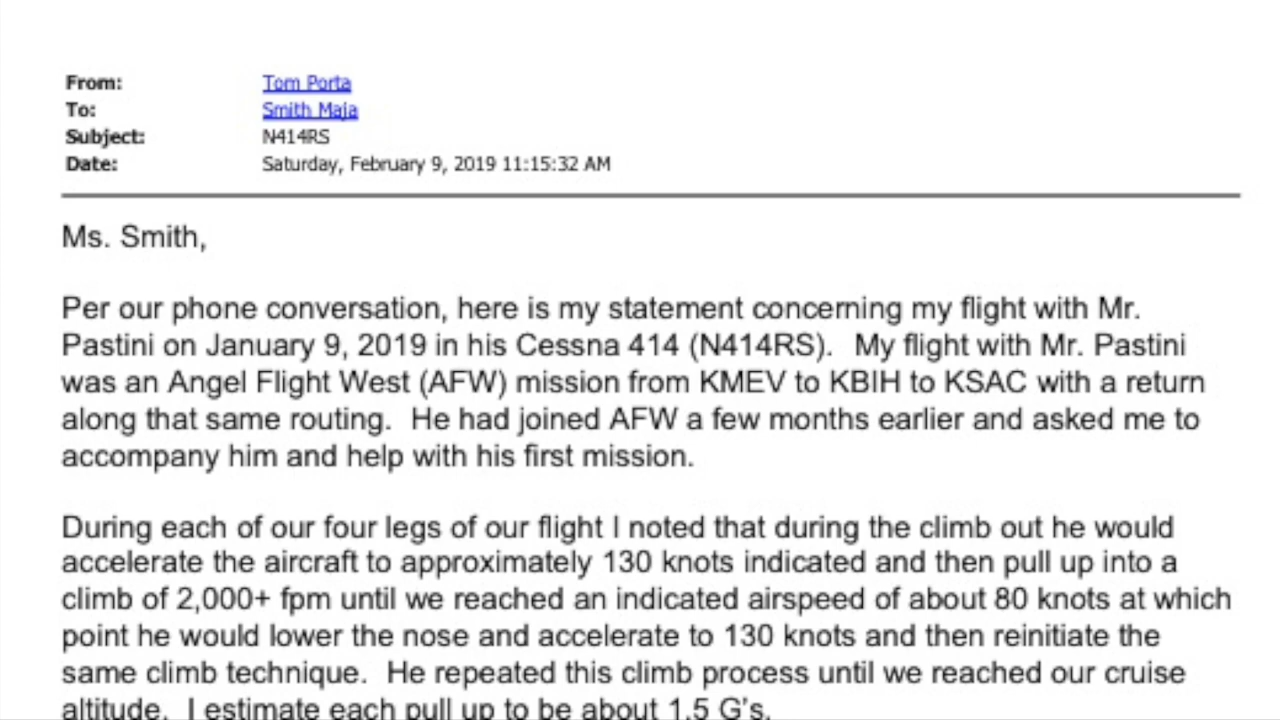 From: Tom Porta
To: Smith Maja
Subject: N414RS
Date: Saturday, February 9, 2019 11:15:32 AM
Ms. Smith,
Per our phone conversation, here is my statement concerning my flight with Mr.
Pastini on January 9, 2019 in his Cessna 414 (N414RS).  My flight with Mr. Pastini
was an Angel Flight West (AFW) mission from KMEV to KBIH to KSAC with a return
along that same routing.  He had joined AFW a few months earlier and asked me to
accompany him and help with his first mission.
During each of our four legs of our flight I noted that during the climb out he would
accelerate the aircraft to approximately 130 knots indicated and then pull up into a
climb of 2,000+ fpm until we reached an indicated airspeed of about 80 knots at which
point he would lower the nose and accelerate to 130 knots and then reinitiate the
same climb technique.  He repeated this climb process until we reached our cruise
altitude.  I estimate each pull up to be about 1.5 G's.